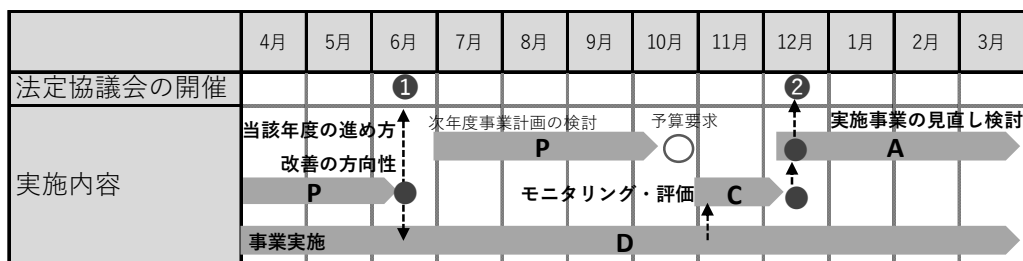 4月 5月 6月 7月 8月 9月 10月 11月 12月 1月 2月 3月
法定協議会の開催 ❶ ❷
実施内容
当該年度の進め方
改善の方向性
P
次年度事業計画の検討
P
予算要求
モニタリング・評価 C
実施事業の見直し検討
A
事業実施 D